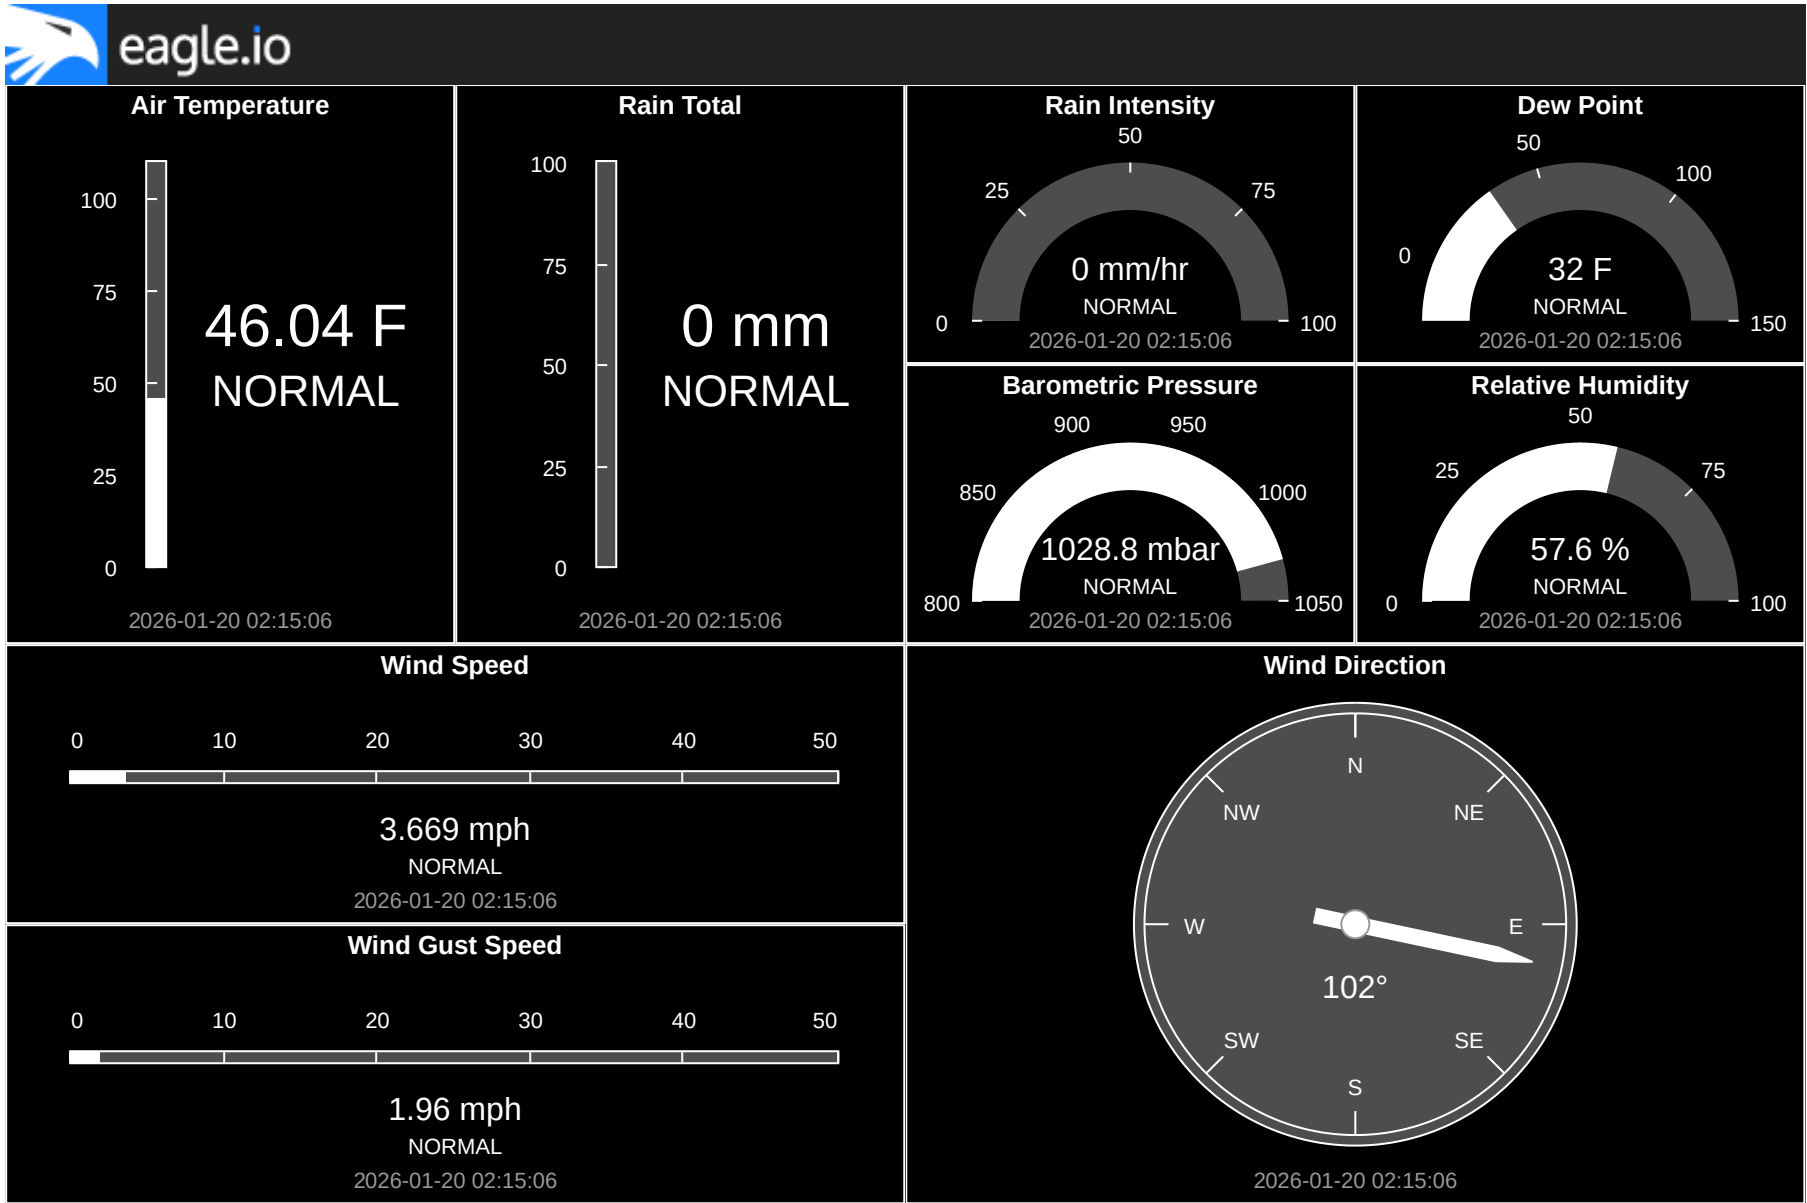 eagle.io
Air Temperature
100
75
50
25
0
46.04 F
NORMAL
2026-01-20 02:15:06
Rain Total
100
75
50
25
0
0 mm
NORMAL
2026-01-20 02:15:06
Rain Intensity
50
25
75
0
100
0 mm/hr
NORMAL
2026-01-20 02:15:06
Dew Point
50
100
0
150
32 F
NORMAL
2026-01-20 02:15:06
Barometric Pressure
900
950
850
1000
800
1050
1028.8 mbar
NORMAL
2026-01-20 02:15:06
Relative Humidity
50
25
75
0
100
57.6 %
NORMAL
2026-01-20 02:15:06
Wind Speed
0 10 20 30 40 50
3.669 mph
NORMAL
2026-01-20 02:15:06
Wind Gust Speed
0 10 20 30 40 50
1.96 mph
NORMAL
2026-01-20 02:15:06
Wind Direction
N
NW
NE
W
E
102°
SW
SE
S
2026-01-20 02:15:06